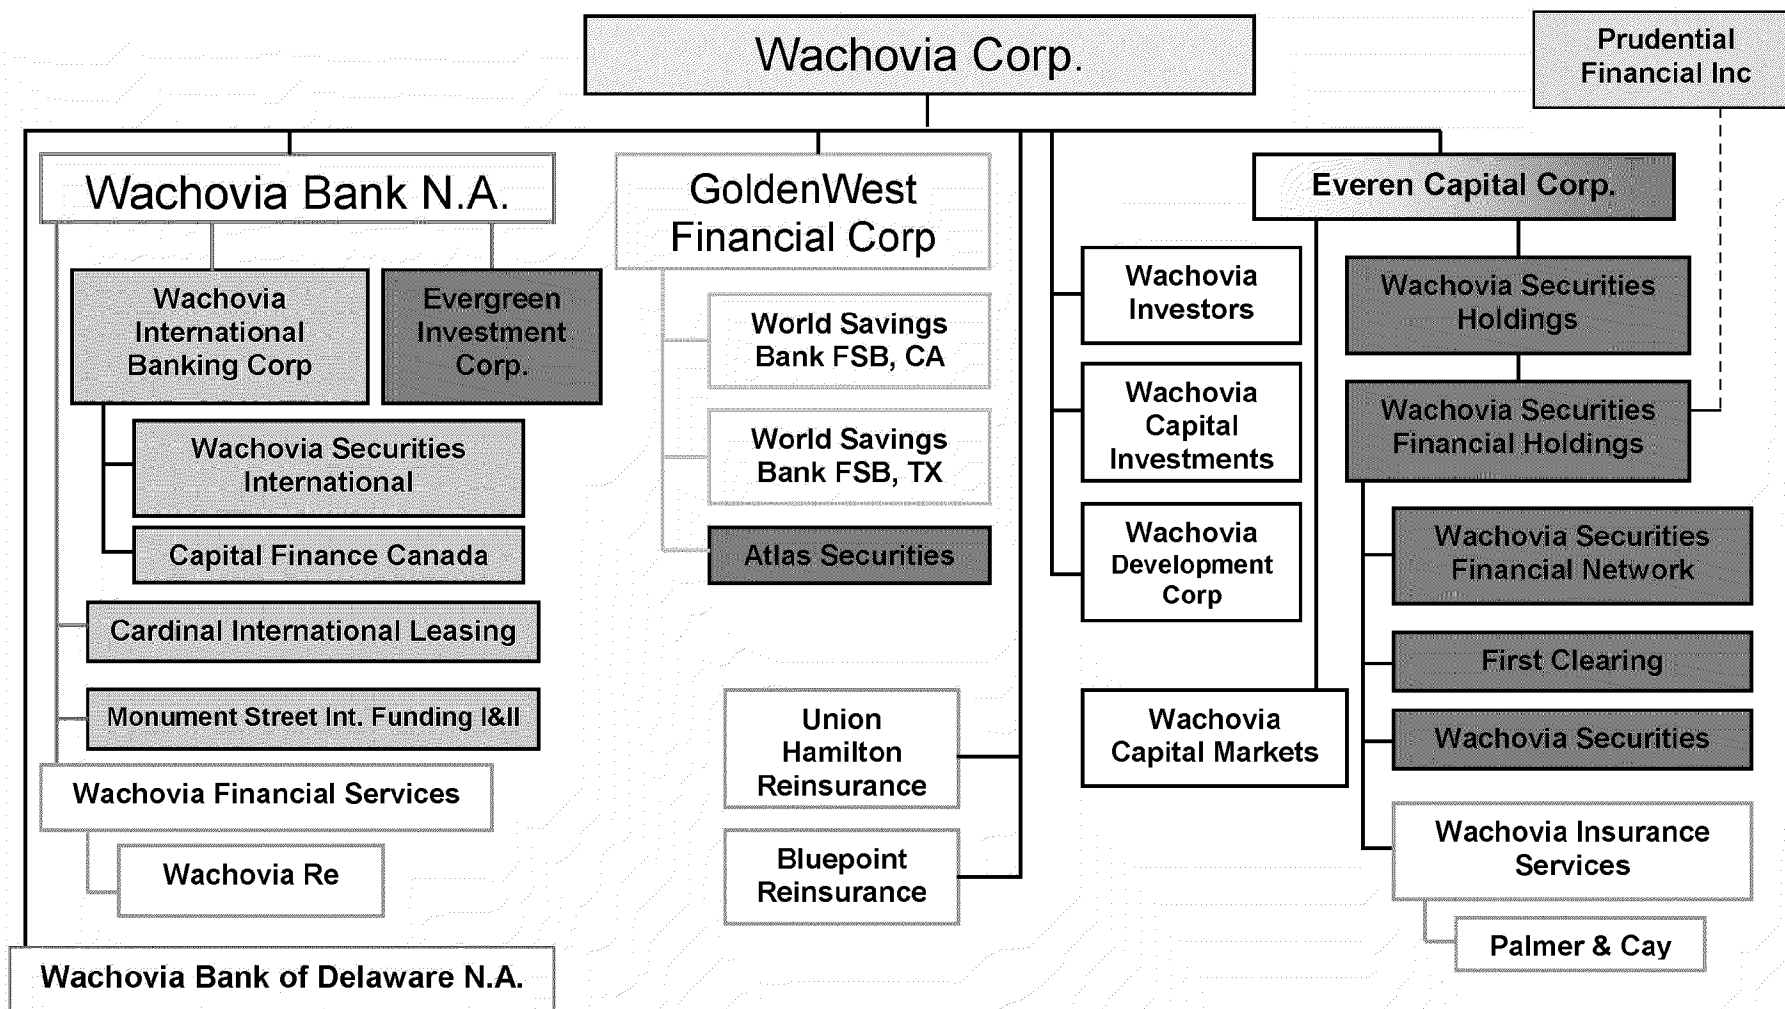 Wachovia Corp.
Prudential
Financial Inc
Wachovia Bank N.A.
GoldenWest
Financial Corp
Everen Capital Corp.
Wachovia
International
Banking Corp
Evergreen
Investment
Corp.
Wachovia Securities
International
Capital Finance Canada
Cardinal International Leasing
Monument Street Int. Funding I&II
Wachovia Financial Services
Wachovia Re
Wachovia Bank of Delaware N.A.
World Savings
Bank FSB, CA
World Savings
Bank FSB, TX
Atlas Securities
Union
Hamilton
Reinsurance
Bluepoint
Reinsurance
Wachovia
Investors
Wachovia
Capital
Investments
Wachovia
Development
Corp
Wachovia
Capital Markets
Wachovia Securities
Holdings
Wachovia Securities
Financial Holdings
Wachovia Securities
Financial Network
First Clearing
Wachovia Securities
Wachovia Insurance
Services
Palmer & Cay